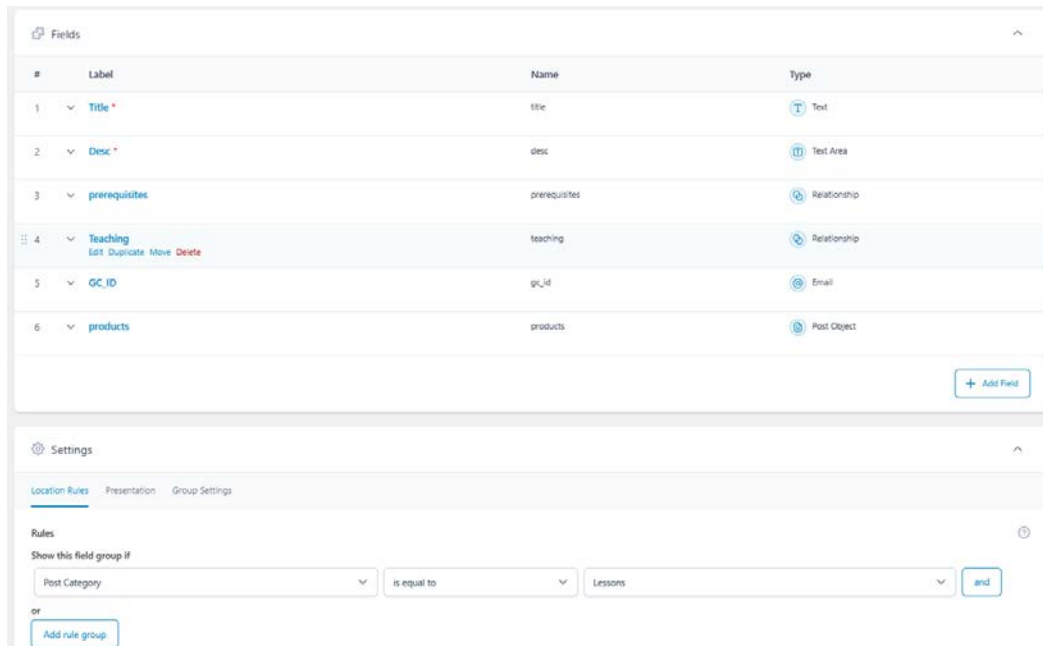 Fields
# Label Name Type
1 Title * title Text
2 Desc * desc Text Area
3 prerequisites prerequisites Relationship
4 Teaching teaching Relationship
Edit Duplicate Move Delete
5 GC_ID gc_id Email
6 products products Post Object
+ Add Field
Settings
Location Rules Presentation Group Settings
Rules
Show this field group if
Post Category is equal to Lessons and
or
Add rule group